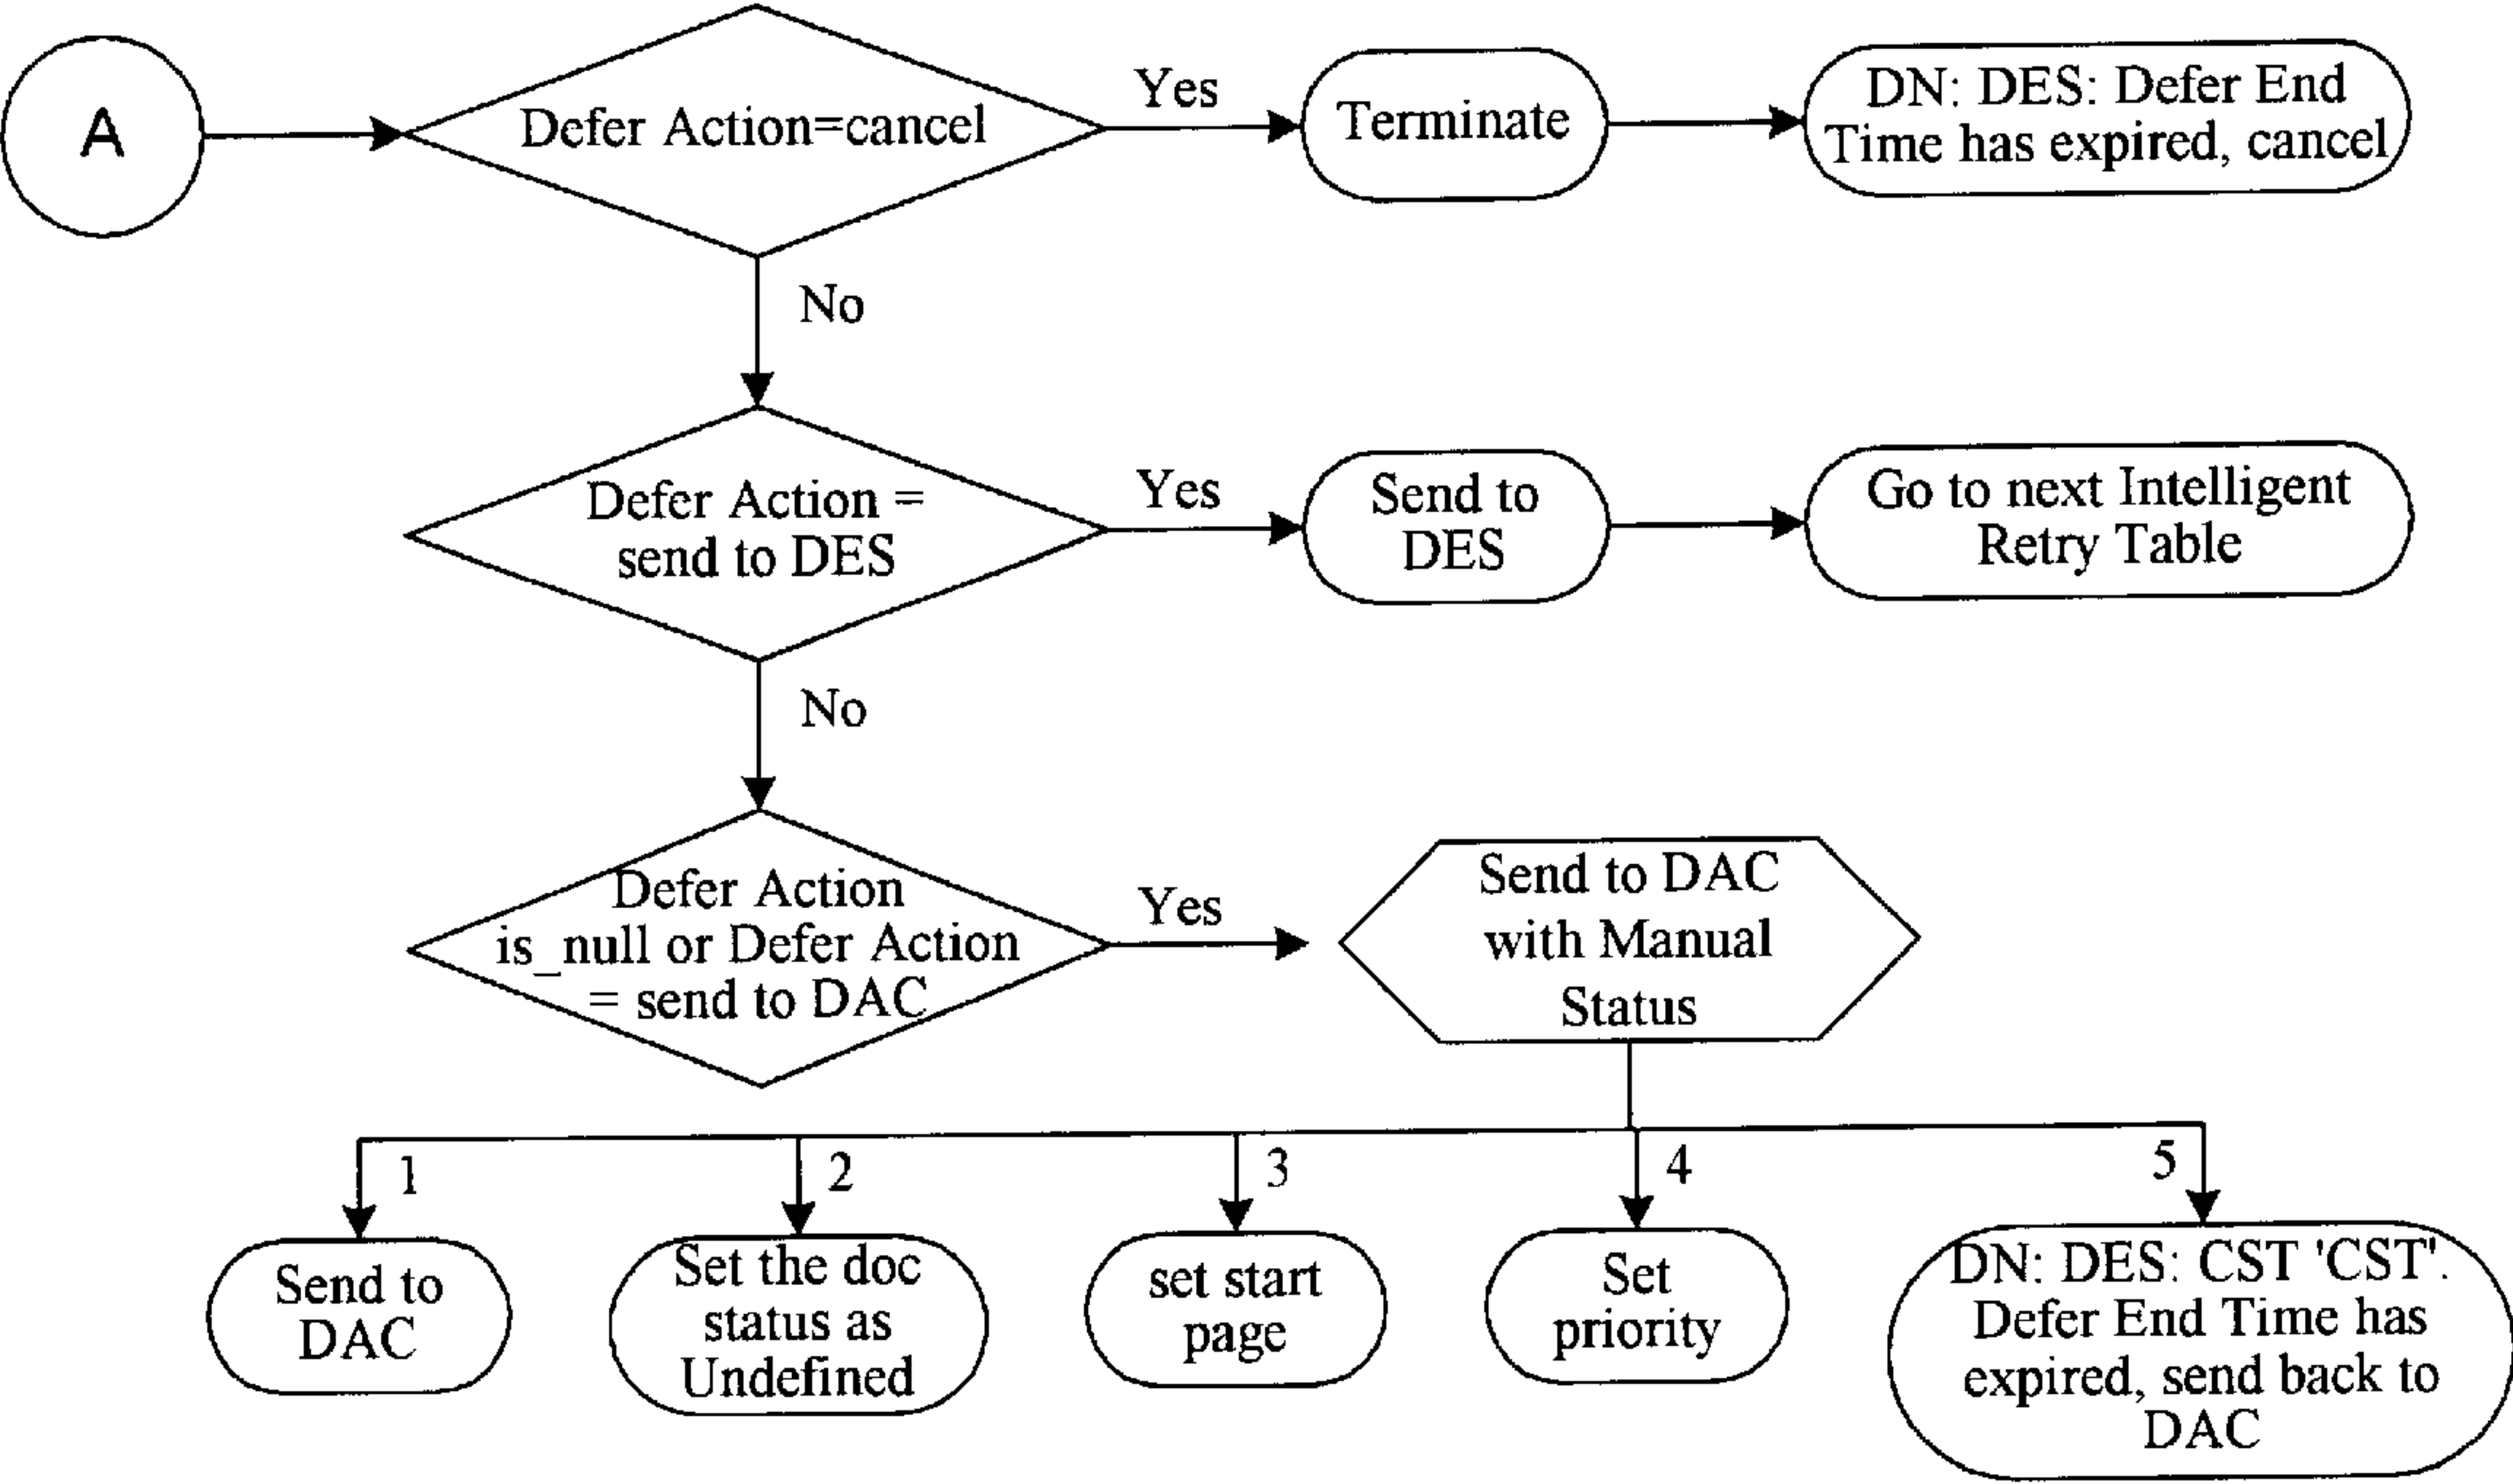 A
Defer Action=cancel
Yes
Terminate
DN: DES: Defer End
Time has expired, cancel
No
Defer Action =
send to DES
Yes
Send to
DES
Go to next Intelligent
Retry Table
No
Defer Action
is_null or Defer Action
= send to DAC
Yes
Send to DAC
with Manual
Status
1
2
3
4
5
Send to
DAC
Set the doc
status as
Undefined
set start
page
Set
priority
DN: DES: CST 'CST'.
Defer End Time has
expired, send back to
DAC